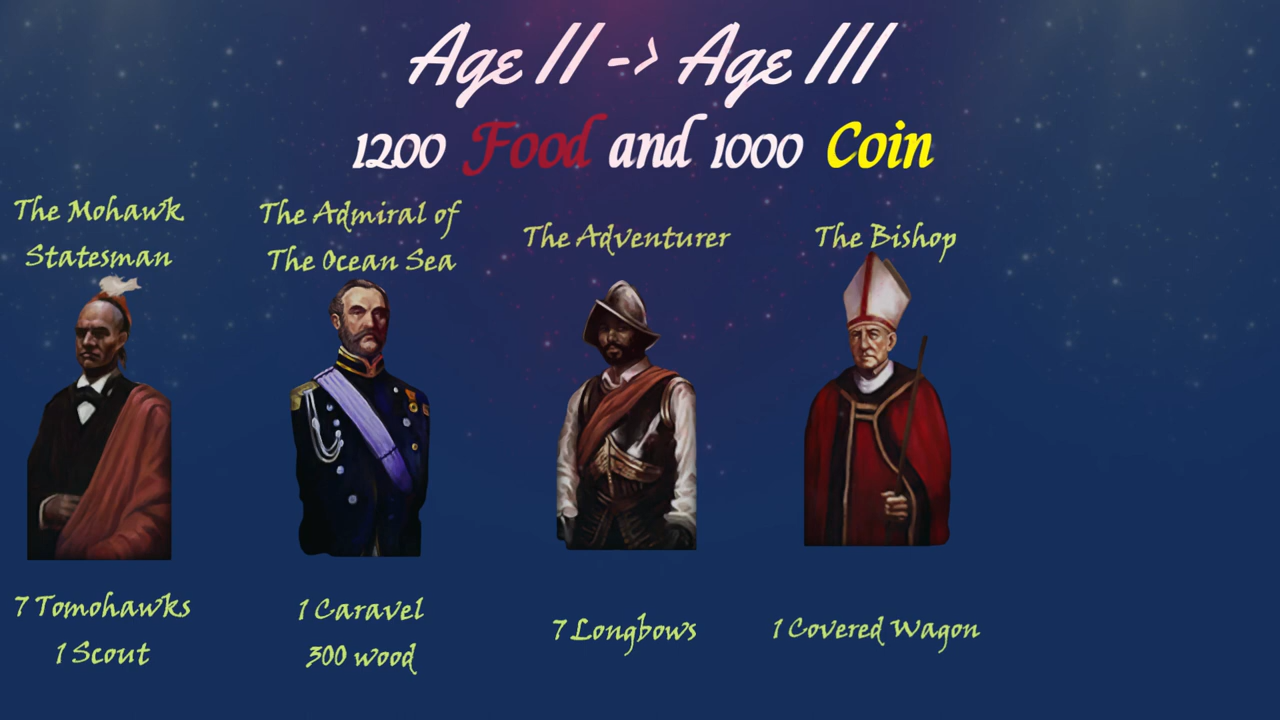 Age II -> Age III
1200 Food and 1000 Coin
The Mohawk
Statesman
The Admiral of
The Ocean Sea
The Adventurer
The Bishop
7 Tomohawks
1 Scout
1 Caravel
300 wood
7 Longbows
1 Covered Wagon